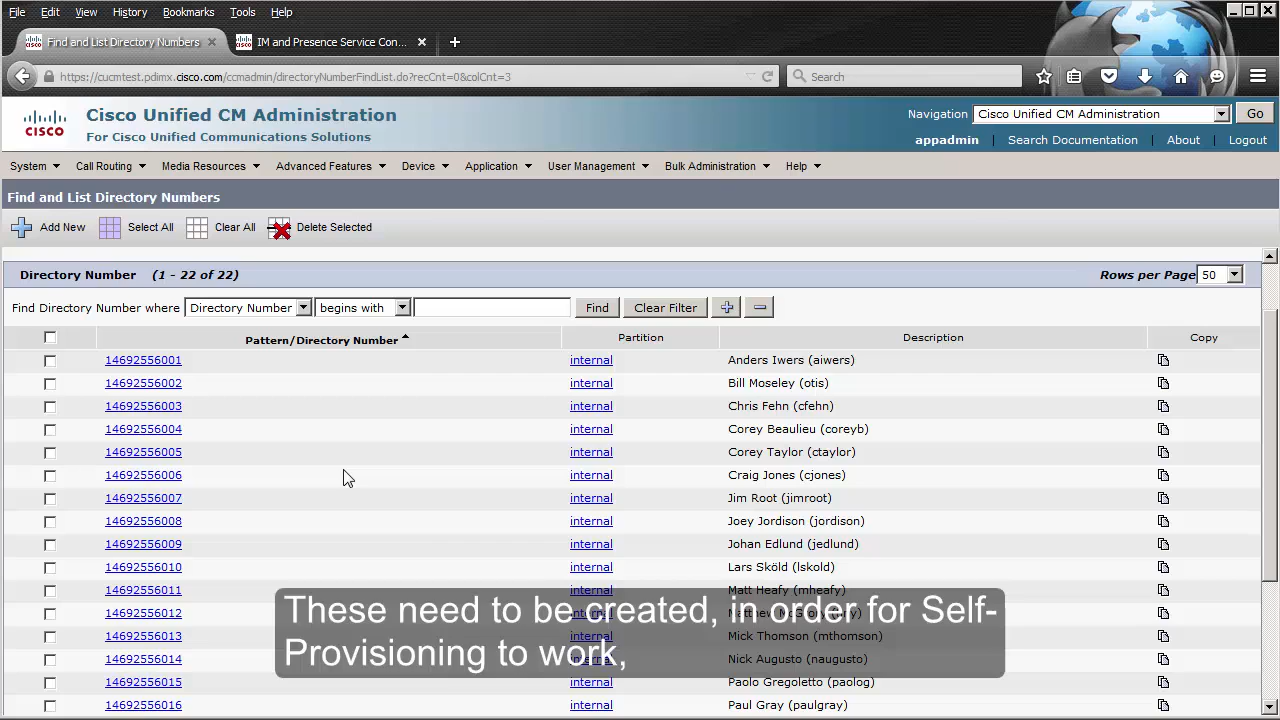 File Edit View History Bookmarks Tools Help
Find and List Directory Numbers IM and Presence Service Con...
https://cucmtest.pdimx.cisco.com/ccmadmin/directoryNumberFindList.do?recCnt=0&colCnt=3 Search
Cisco Unified CM Administration Navigation Cisco Unified CM Administration Go
CISCO For Cisco Unified Communications Solutions
appadmin Search Documentation About Logout
System Call Routing Media Resources Advanced Features Device Application User Management Bulk Administration Help
Find and List Directory Numbers
Add New Select All Clear All Delete Selected
Directory Number (1 - 22 of 22) Rows per Page 50
Find Directory Number where Directory Number begins with Find Clear Filter
Pattern/Directory Number Partition Description Copy
14692556001 internal Anders Iwers (aiwers)
14692556002 internal Bill Moseley (otis)
14692556003 internal Chris Fehn (cfehn)
14692556004 internal Corey Beaulieu (coreyb)
14692556005 internal Corey Taylor (ctaylor)
14692556006 internal Craig Jones (cjones)
14692556007 internal Jim Root (jimroot)
14692556008 internal Joey Jordison (jordison)
14692556009 internal Johan Edlund (jedlund)
14692556010 internal Lars Sköld (lskold)
14692556011 internal Matt Heafy (mheafy)
14692556012 internal
14692556013 internal Mick Thomson (mthomson)
14692556014 internal Nick Augusto (naugusto)
14692556015 internal Paolo Gregoletto (paolog)
14692556016 internal Paul Gray (paulgray)
These need to be created, in order for Self-
Provisioning to work,